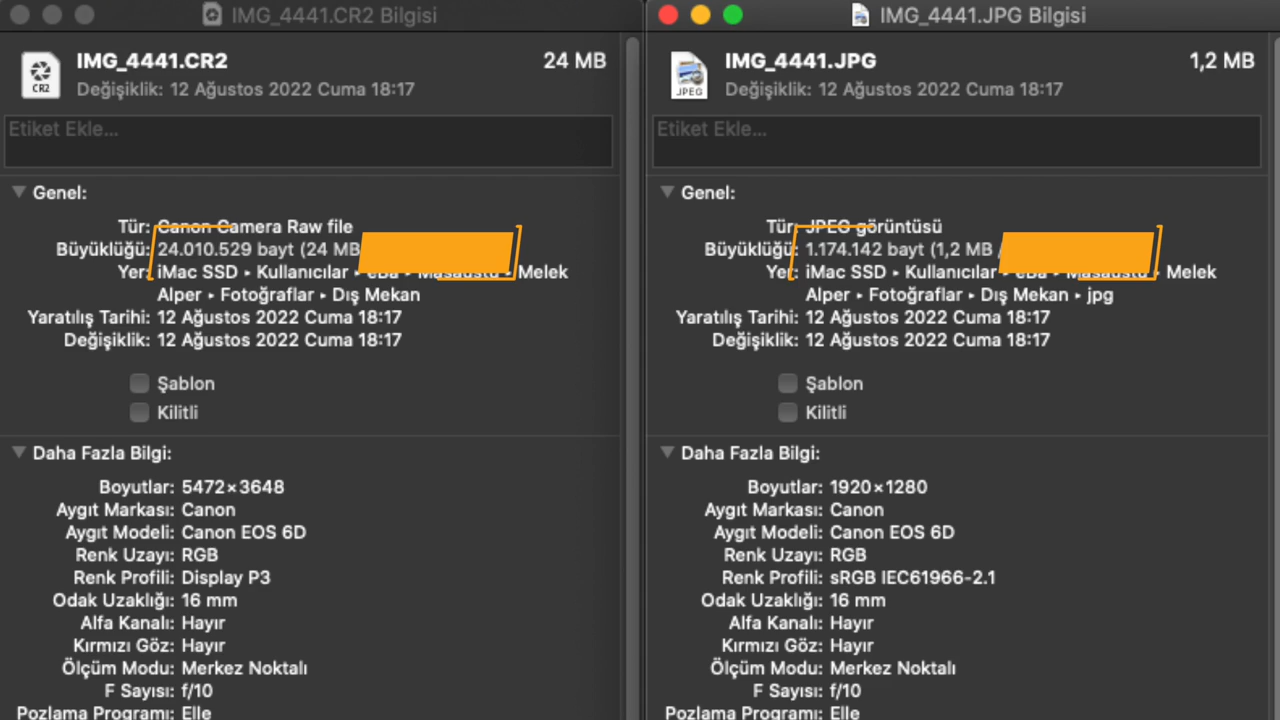 IMG_4441.CR2 Bilgisi
CR2
IMG_4441.CR2
24 MB
Değişiklik: 12 Ağustos 2022 Cuma 18:17
Etiket Ekle...
Genel:
Tür: Canon Camera Raw file
Büyüklüğü: 24.010.529 bayt (24 MB
Yer: iMac SSD ▸ Kullanıcılar ▸ eBa ▸ Masaüstü ▸ Melek
Alper ▸ Fotoğraflar ▸ Dış Mekan
Yaratılış Tarihi: 12 Ağustos 2022 Cuma 18:17
Değişiklik: 12 Ağustos 2022 Cuma 18:17
Şablon
Kilitli
Daha Fazla Bilgi:
Boyutlar: 5472×3648
Aygıt Markası: Canon
Aygıt Modeli: Canon EOS 6D
Renk Uzayı: RGB
Renk Profili: Display P3
Odak Uzaklığı: 16 mm
Alfa Kanalı: Hayır
Kırmızı Göz: Hayır
Ölçüm Modu: Merkez Noktalı
F Sayısı: f/10
Pozlama Programı: Elle
IMG_4441.JPG Bilgisi
JPEG
IMG_4441.JPG
1,2 MB
Değişiklik: 12 Ağustos 2022 Cuma 18:17
Etiket Ekle...
Genel:
Tür: JPEG görüntüsü
Büyüklüğü: 1.174.142 bayt (1,2 MB
Yer: iMac SSD ▸ Kullanıcılar ▸ eBa ▸ Masaüstü ▸ Melek
Alper ▸ Fotoğraflar ▸ Dış Mekan ▸ jpg
Yaratılış Tarihi: 12 Ağustos 2022 Cuma 18:17
Değişiklik: 12 Ağustos 2022 Cuma 18:17
Şablon
Kilitli
Daha Fazla Bilgi:
Boyutlar: 1920×1280
Aygıt Markası: Canon
Aygıt Modeli: Canon EOS 6D
Renk Uzayı: RGB
Renk Profili: sRGB IEC61966-2.1
Odak Uzaklığı: 16 mm
Alfa Kanalı: Hayır
Kırmızı Göz: Hayır
Ölçüm Modu: Merkez Noktalı
F Sayısı: f/10
Pozlama Programı: Elle